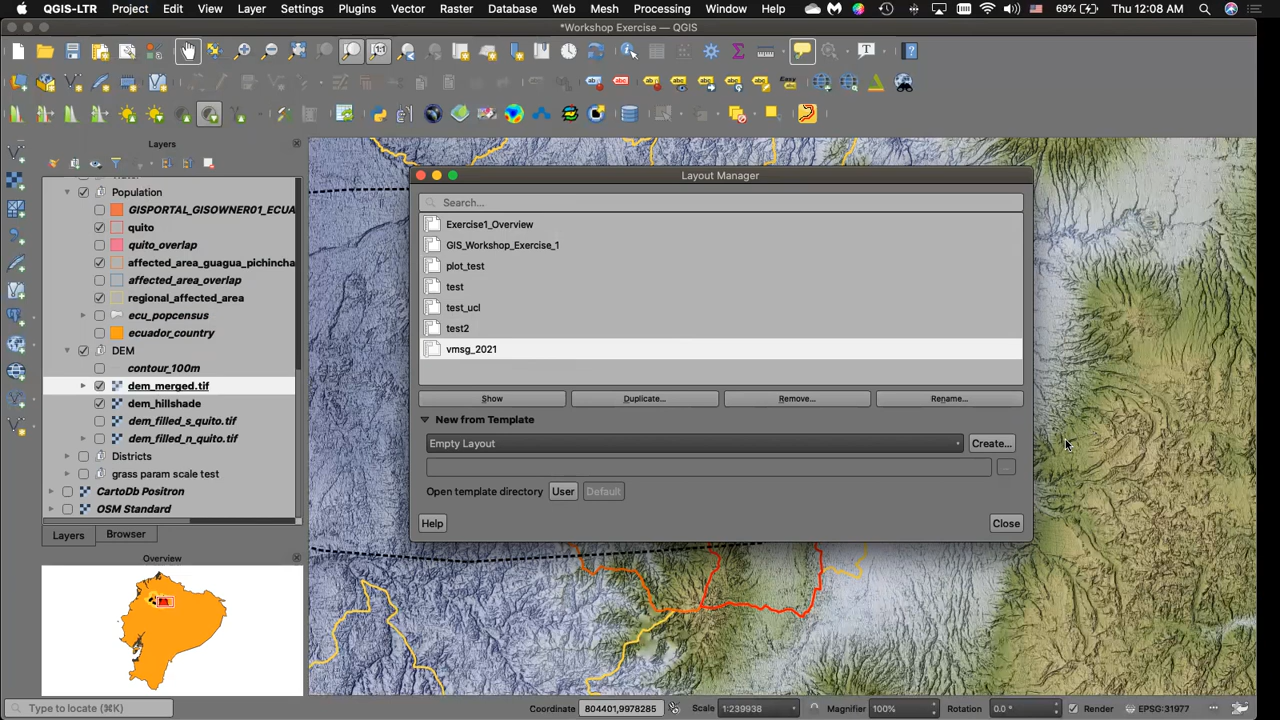 QGIS-LTR Project Edit View Layer Settings Plugins Vector Raster Database Web Mesh Processing Window Help 69% Thu 12:08 AM
*Workshop Exercise — QGIS
Layers
Population
GISPORTAL_GISOWNER01_ECUA
quito
quito_overlap
affected_area_guagua_pichincha
affected_area_overlap
regional_affected_area
ecu_popcensus
ecuador_country
DEM
contour_100m
dem_merged.tif
dem_hillshade
dem_filled_s_quito.tif
dem_filled_n_quito.tif
Districts
grass param scale test
CartoDb Positron
OSM Standard
Layers Browser
Overview
Layout Manager
Search...
Exercise1_Overview
GIS_Workshop_Exercise_1
plot_test
test
test_ucl
test2
vmsg_2021
Show Duplicate... Remove... Rename...
New from Template
Empty Layout Create...
...
Open template directory User Default
Help Close
Type to locate (⌘K) Coordinate 804401,9978285 Scale 1:239938 Magnifier 100% Rotation 0.0 ° Render EPSG:31977